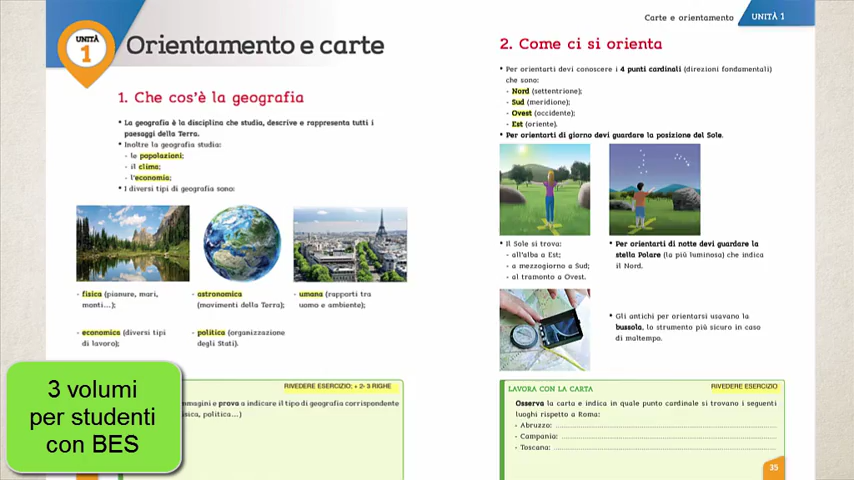 UNITÀ
1
Orientamento e carte
1. Che cos'è la geografia
• La geografia è la disciplina che studia, descrive e rappresenta tutti i
paesaggi della Terra.
• Inoltre la geografia studia:
- le popolazioni;
- il clima;
- l'economia;
• I diversi tipi di geografia sono:
- fisica (pianure, mari,
monti...);
- astronomica
(movimenti della Terra);
- umana (rapporti tra
uomo e ambiente);
- economica (diversi tipi
di lavoro);
- politica (organizzazione
degli Stati).
RIVEDERE ESERCIZIO; + 2- 3 RIGHE
mmagini e prova a indicare il tipo di geografia corrispondente
isica, politica...)
3 volumi
per studenti
con BES
Carte e orientamento UNITÀ 1
2. Come ci si orienta
• Per orientarti devi conoscere i 4 punti cardinali (direzioni fondamentali)
che sono:
- Nord (settentrione);
- Sud (meridione);
- Ovest (occidente);
- Est (oriente).
• Per orientarti di giorno devi guardare la posizione del Sole.
• Il Sole si trova:
- all'alba a Est;
- a mezzogiorno a Sud;
- al tramonto a Ovest.
• Per orientarti di notte devi guardare la
stella Polare (la più luminosa) che indica
il Nord.
• Gli antichi per orientarsi usavano la
bussola, lo strumento più sicuro in caso
di maltempo.
LAVORA CON LA CARTA RIVEDERE ESERCIZIO
Osserva la carta e indica in quale punto cardinale si trovano i seguenti
luoghi rispetto a Roma:
- Abruzzo: ..........
- Campania: ..........
- Toscana: ..........
35